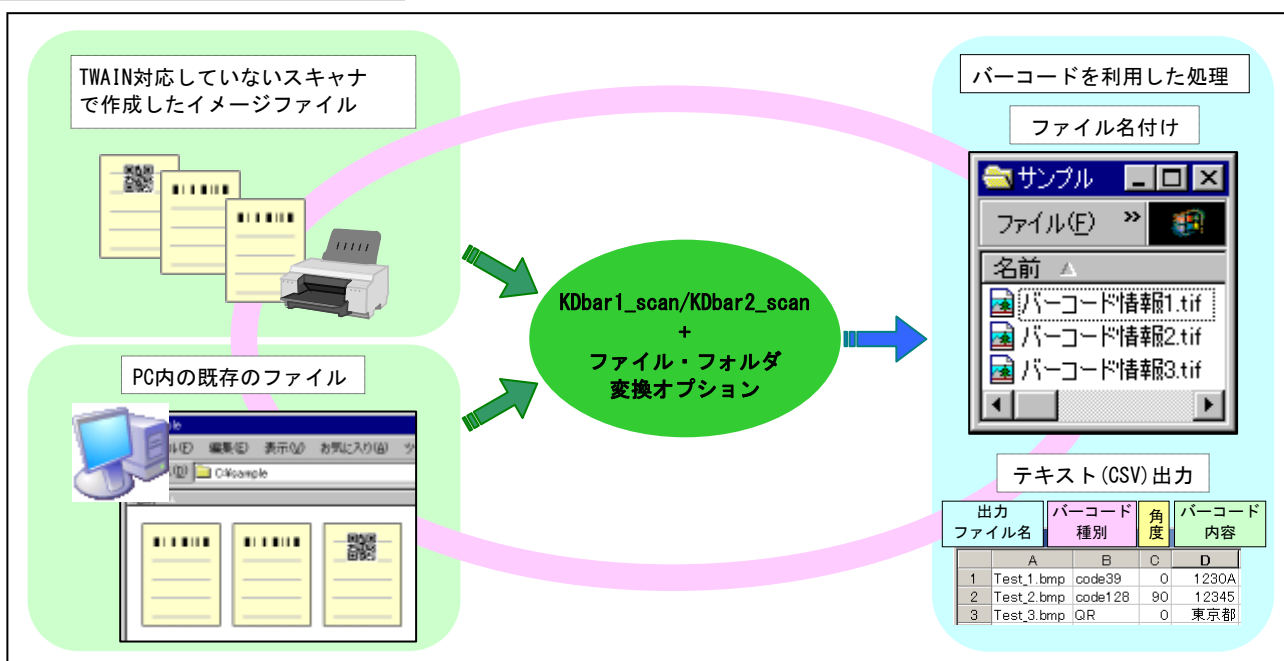 TWAIN対応していないスキャナ
で作成したイメージファイル
PC内の既存のファイル
編集(E) 表示(V) お気に入り(A)
C:¥sample
KDbar1_scan/KDbar2_scan
+
ファイル・フォルダ
変換オプション
バーコードを利用した処理
ファイル名付け
サンプル
ファイル(F) »
名前
バーコード情報1.tif
バーコード情報2.tif
バーコード情報3.tif
テキスト(CSV)出力
出力
ファイル名
バーコード
種別
角
度
バーコード
内容
A B C D
1 Test_1.bmp code39 0 1230A
2 Test_2.bmp code128 90 12345
3 Test_3.bmp QR 0 東京都